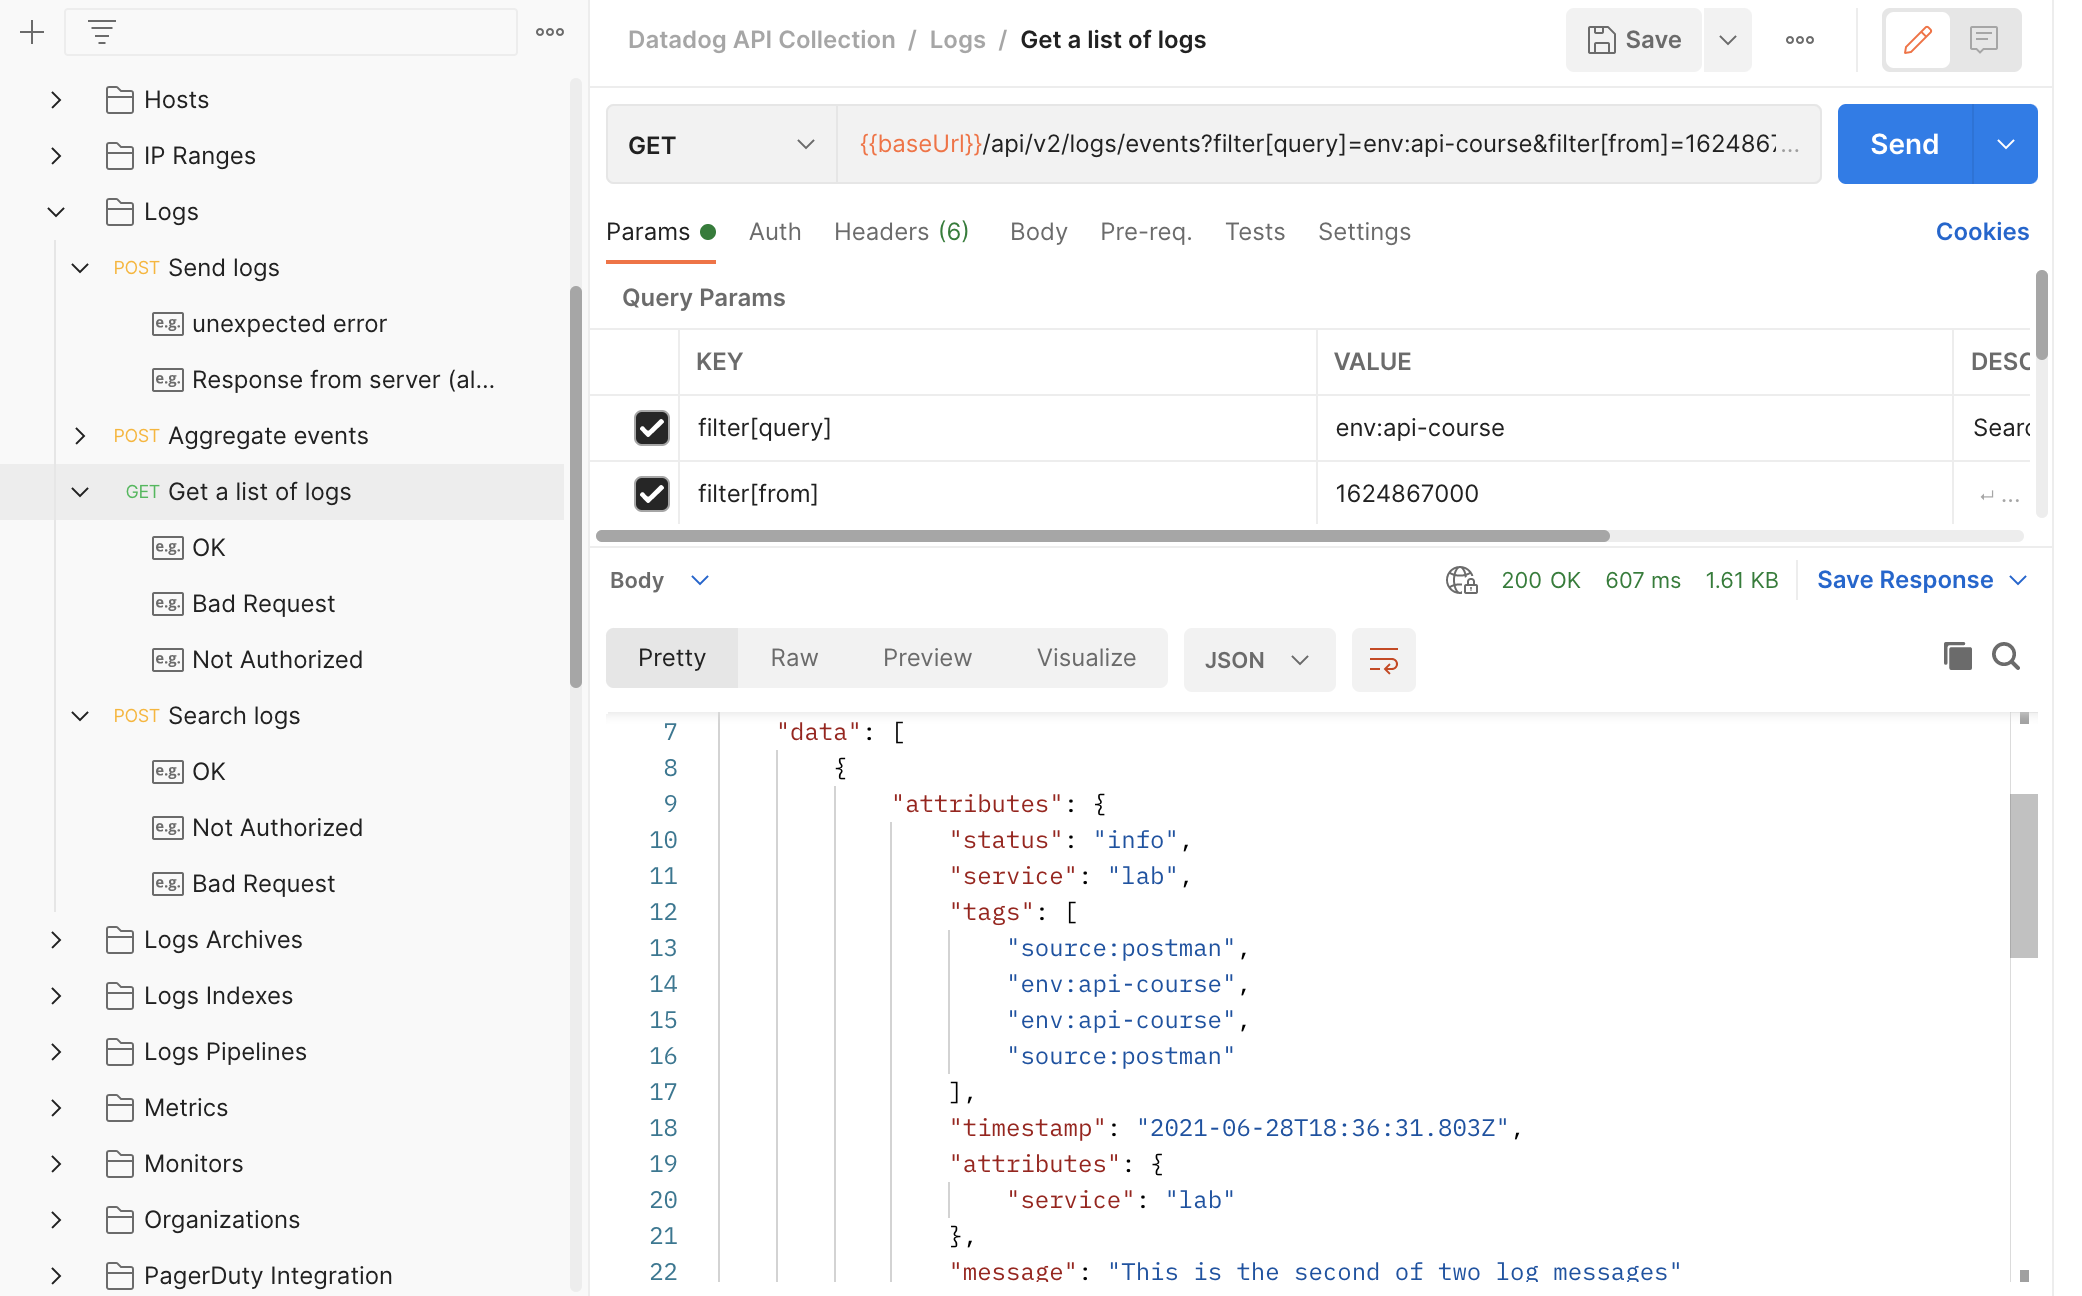 Hosts
IP Ranges
Logs
POST Send logs
e.g. unexpected error
e.g. Response from server (al...
POST Aggregate events
GET Get a list of logs
e.g. OK
e.g. Bad Request
e.g. Not Authorized
POST Search logs
e.g. OK
e.g. Not Authorized
e.g. Bad Request
Logs Archives
Logs Indexes
Logs Pipelines
Metrics
Monitors
Organizations
PagerDuty Integration
Datadog API Collection / Logs / Get a list of logs
Save
GET {{baseUrl}}/api/v2/logs/events?filter[query]=env:api-course&filter[from]=1624867...
Send
Params Auth Headers (6) Body Pre-req. Tests Settings Cookies
Query Params
KEY VALUE DESC
filter[query] env:api-course Searc
filter[from] 1624867000 ...
Body 200 OK 607 ms 1.61 KB Save Response
Pretty Raw Preview Visualize JSON
7 "data": [
8 {
9 "attributes": {
10 "status": "info",
11 "service": "lab",
12 "tags": [
13 "source:postman",
14 "env:api-course",
15 "env:api-course",
16 "source:postman"
17 ],
18 "timestamp": "2021-06-28T18:36:31.803Z",
19 "attributes": {
20 "service": "lab"
21 },
22 "message": "This is the second of two log messages"